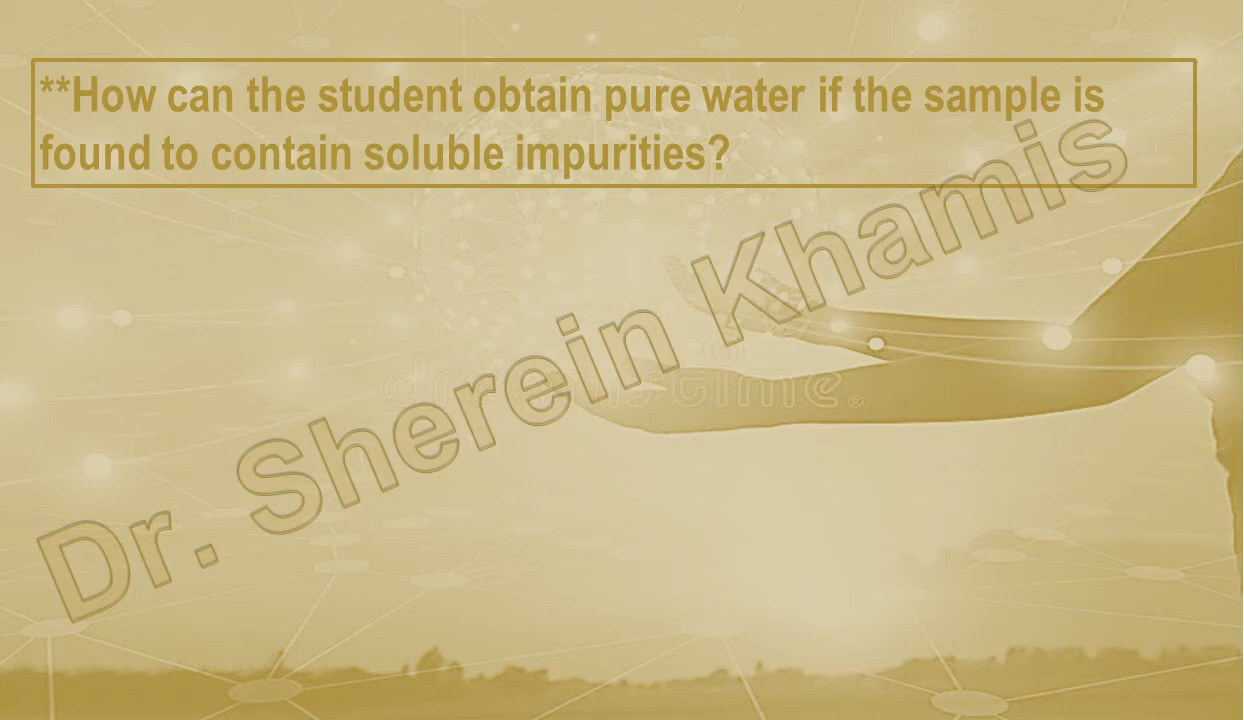 **How can the student obtain pure water if the sample is
found to contain soluble impurities?
Dr. Sherein Khamis